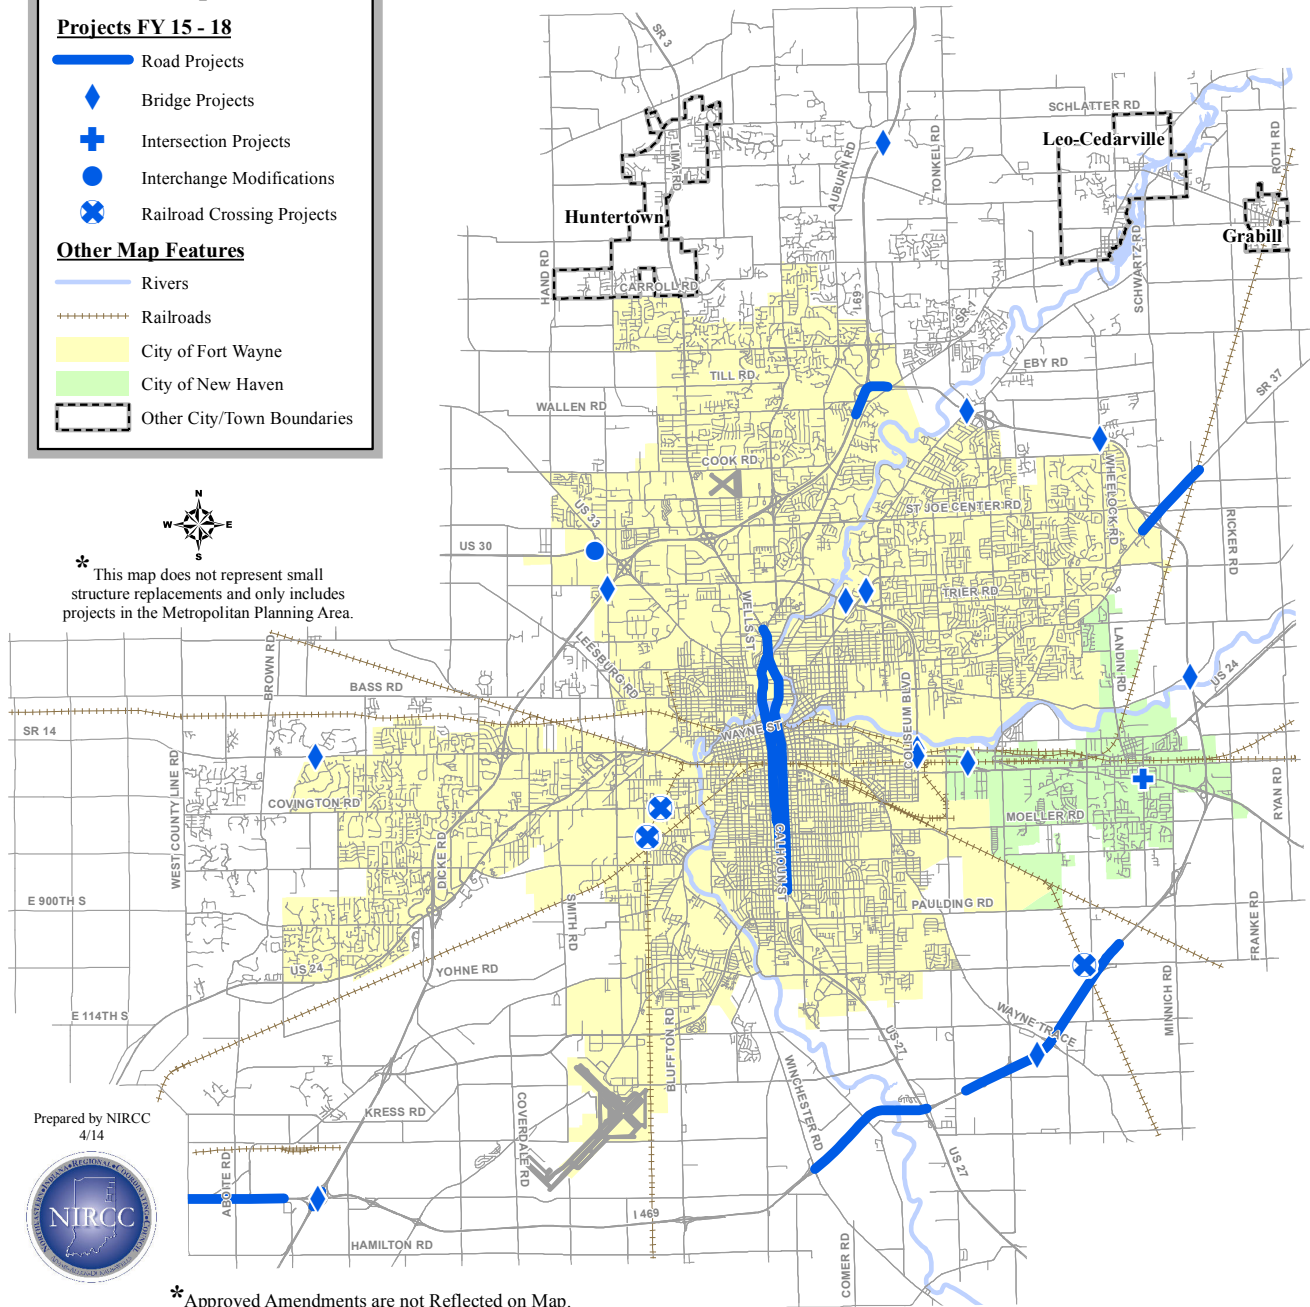 Projects FY 15 - 18
Road Projects
Bridge Projects
Intersection Projects
Interchange Modifications
Railroad Crossing Projects
Other Map Features
Rivers
Railroads
City of Fort Wayne
City of New Haven
Other City/Town Boundaries
N
W E
S
* This map does not represent small
structure replacements and only includes
projects in the Metropolitan Planning Area.
SR 3
LIMA RD
Huntertown
HAND RD
CARROLL RD
AUBURN RD
TONKEL RD
I 69
SR 1
SCHLATTER RD
Leo-Cedarville
ROTH RD
Grabill
SCHWARTZ RD
EBY RD
SR 37
TILL RD
WALLEN RD
COOK RD
US 33
US 30
ST JOE CENTER RD
WHEELOCK RD
RICKER RD
TRIER RD
WELLS ST
LEESBURG RD
BROWN RD
BASS RD
SR 14
WAYNE ST
COLISEUM BLVD
LANDIN RD
US 24
WEST COUNTY LINE RD
COVINGTON RD
DICKE RD
CALHOUN ST
MOELLER RD
RYAN RD
E 900TH S
SMITH RD
PAULDING RD
FRANKE RD
US 24
YOHNE RD
E 114TH S
MINNICH RD
WAYNE TRACE
US 27
BLUFFTON RD
WINCHESTER RD
KRESS RD
COVERDALE RD
US 27
ABOITE RD
I 469
HAMILTON RD
COMER RD
Prepared by NIRCC
4/14
NORTHEASTERN INDIANA REGIONAL COORDINATING COUNCIL
NIRCC
*Approved Amendments are not Reflected on Map.